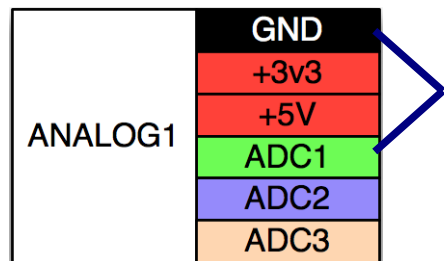 GND
+3v3
+5V
ANALOG1
ADC1
ADC2
ADC3